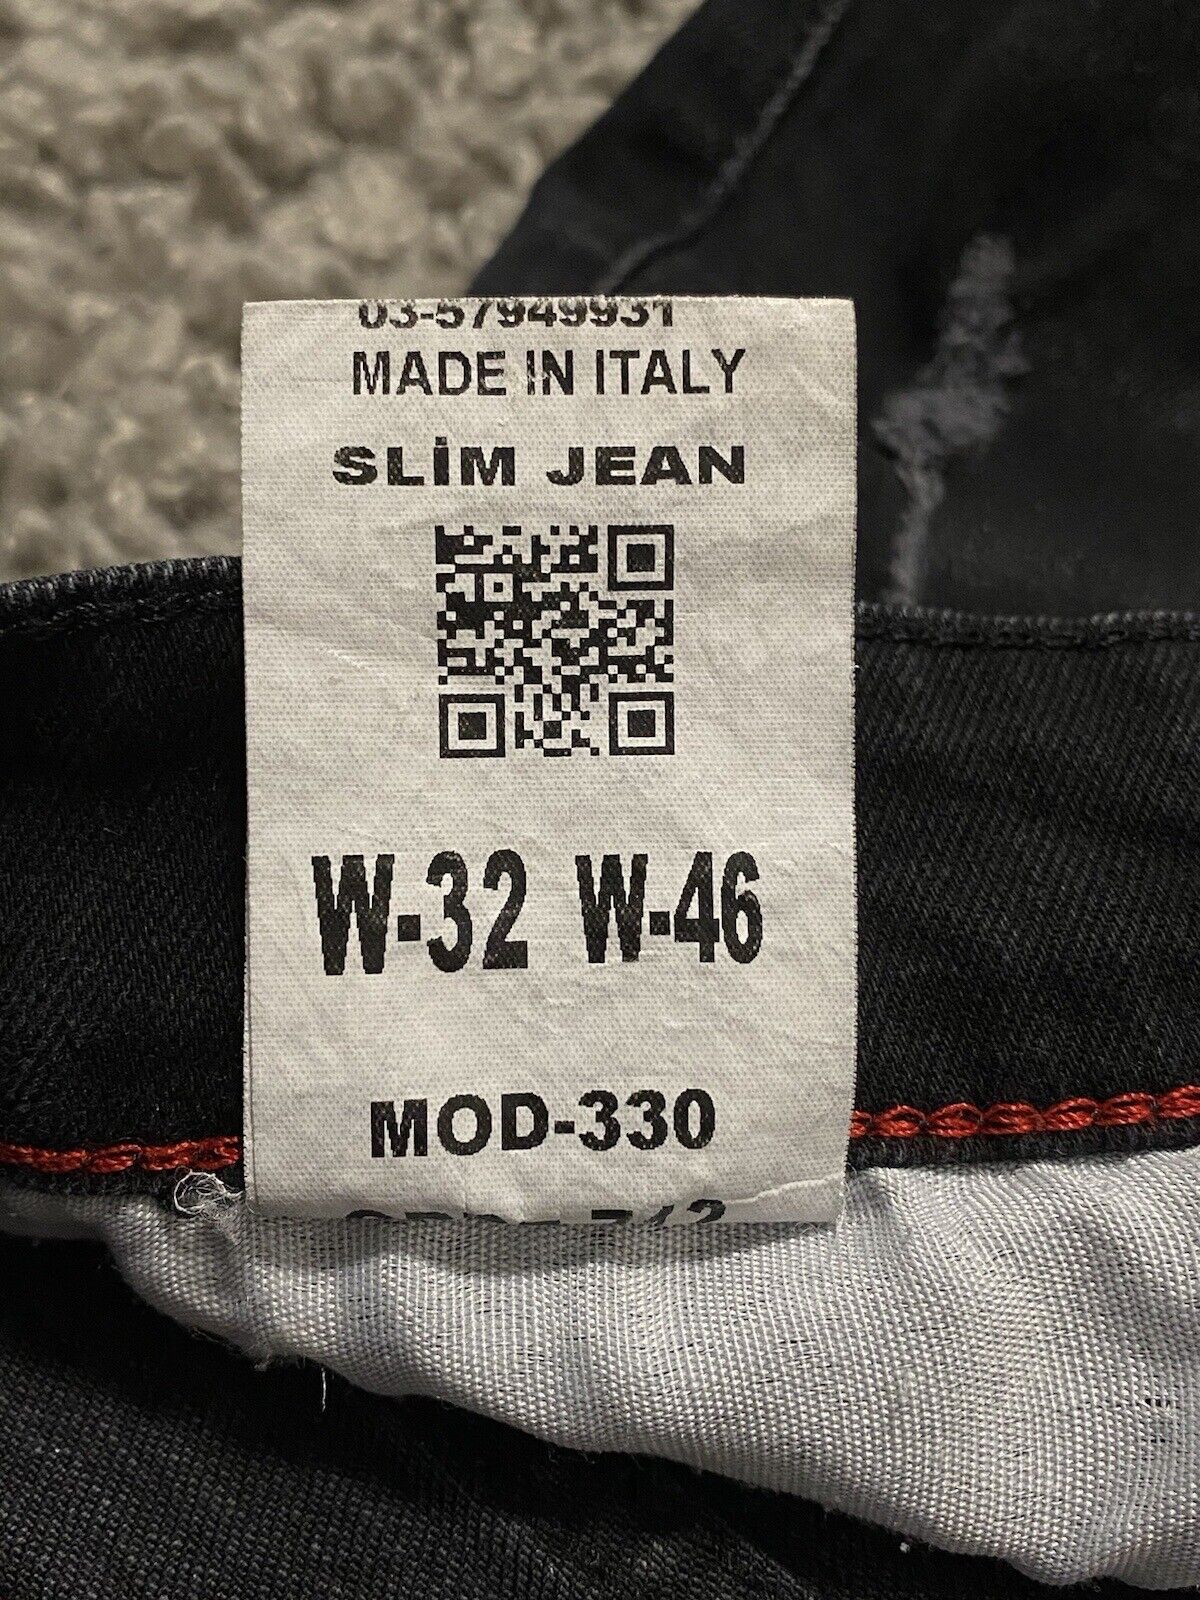 03-57949931
MADE IN ITALY
SLİM JEAN
W-32 W-46
MOD-330